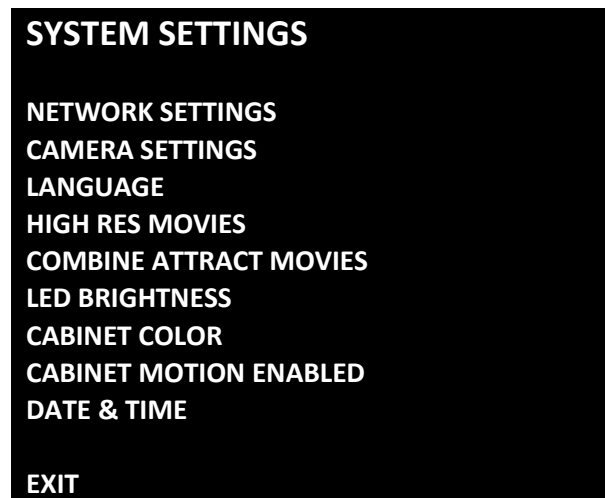 SYSTEM SETTINGS
NETWORK SETTINGS
CAMERA SETTINGS
LANGUAGE
HIGH RES MOVIES
COMBINE ATTRACT MOVIES
LED BRIGHTNESS
CABINET COLOR
CABINET MOTION ENABLED
DATE & TIME
EXIT